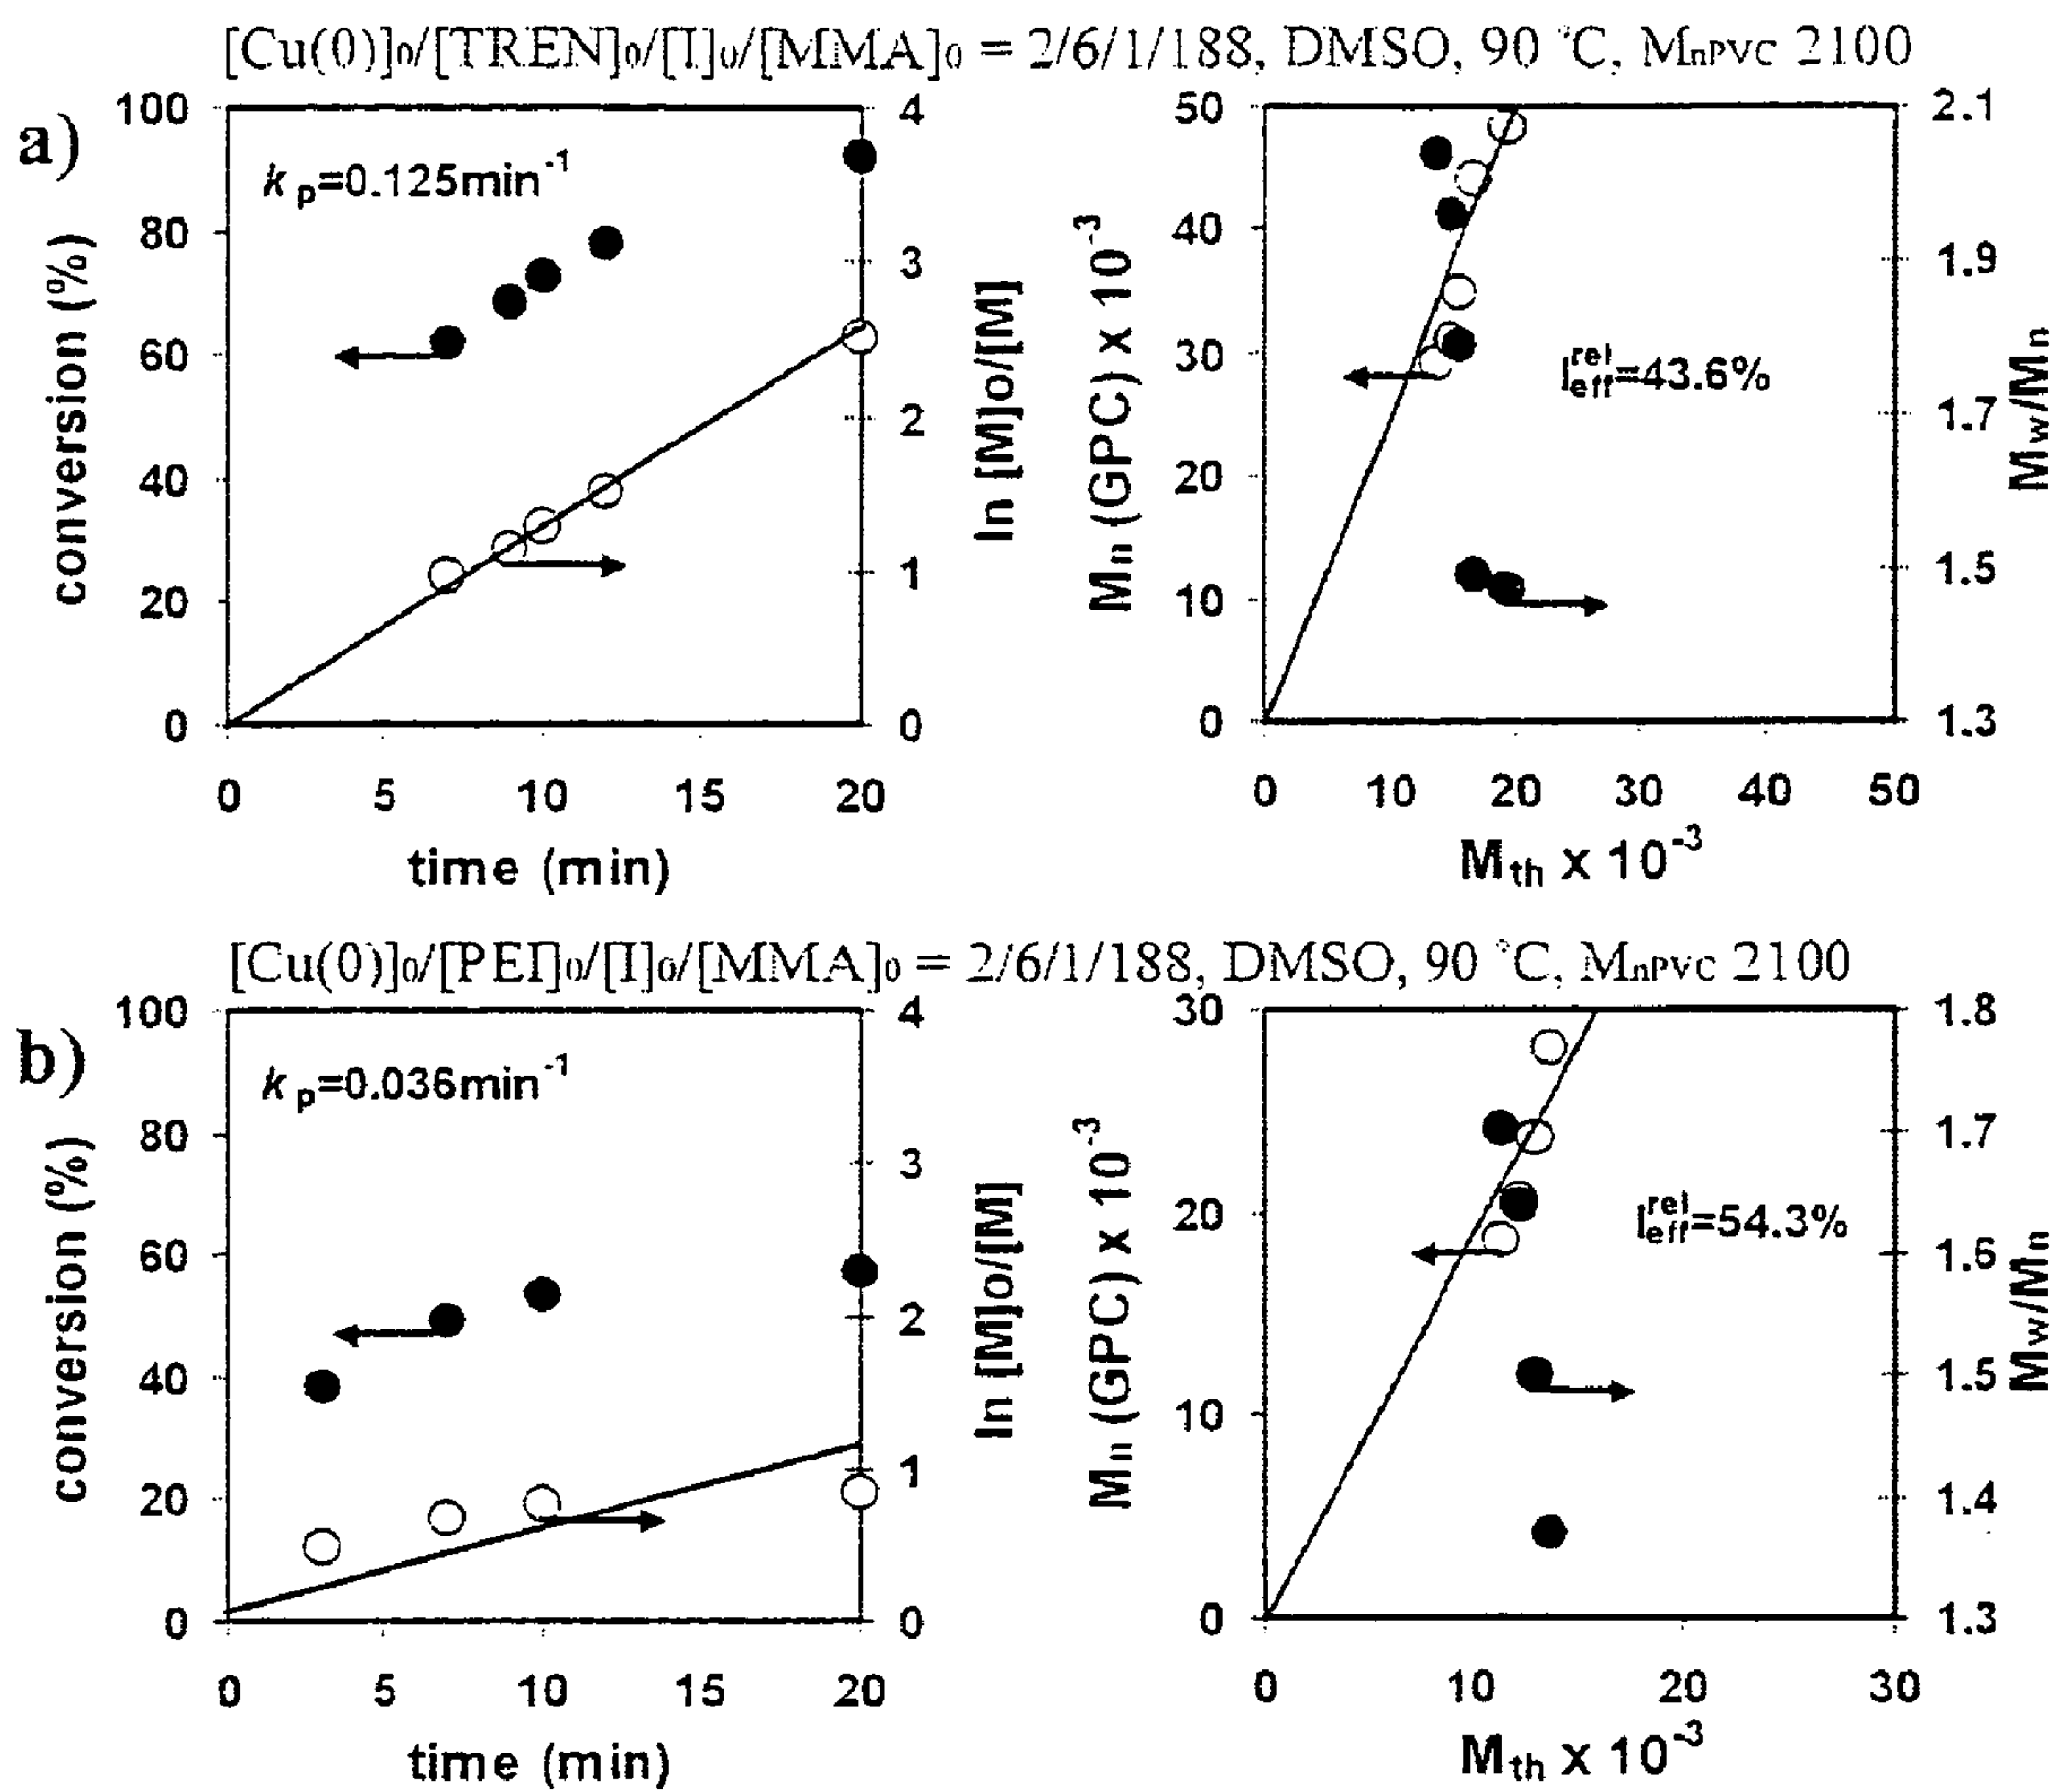 [Cu(0)]₀/[TREN]₀/[I]₀/[MMA]₀ = 2/6/1/188, DMSO, 90 °C, MₙPVC 2100
a)
kₚ=0.125min⁻¹
conversion (%)
100
80
60
40
20
0
4
3
2
1
0
ln [M]o/[M]
0 5 10 15 20
time (min)
Mₙ (GPC) x 10⁻³
50
40
30
20
10
0
I^rel_eff=43.6%
2.1
1.9
1.7
1.5
1.3
M_w/Mₙ
0 10 20 30 40 50
M_th x 10⁻³
[Cu(0)]₀/[PEI]₀/[I]₀/[MMA]₀ = 2/6/1/188, DMSO, 90 °C, MₙPVC 2100
b)
kₚ=0.036min⁻¹
conversion (%)
100
80
60
40
20
0
4
3
2
1
0
ln [M]o/[M]
0 5 10 15 20
time (min)
Mₙ (GPC) x 10⁻³
30
20
10
0
I^rel_eff=54.3%
1.8
1.7
1.6
1.5
1.4
1.3
M_w/Mₙ
0 10 20 30
M_th x 10⁻³